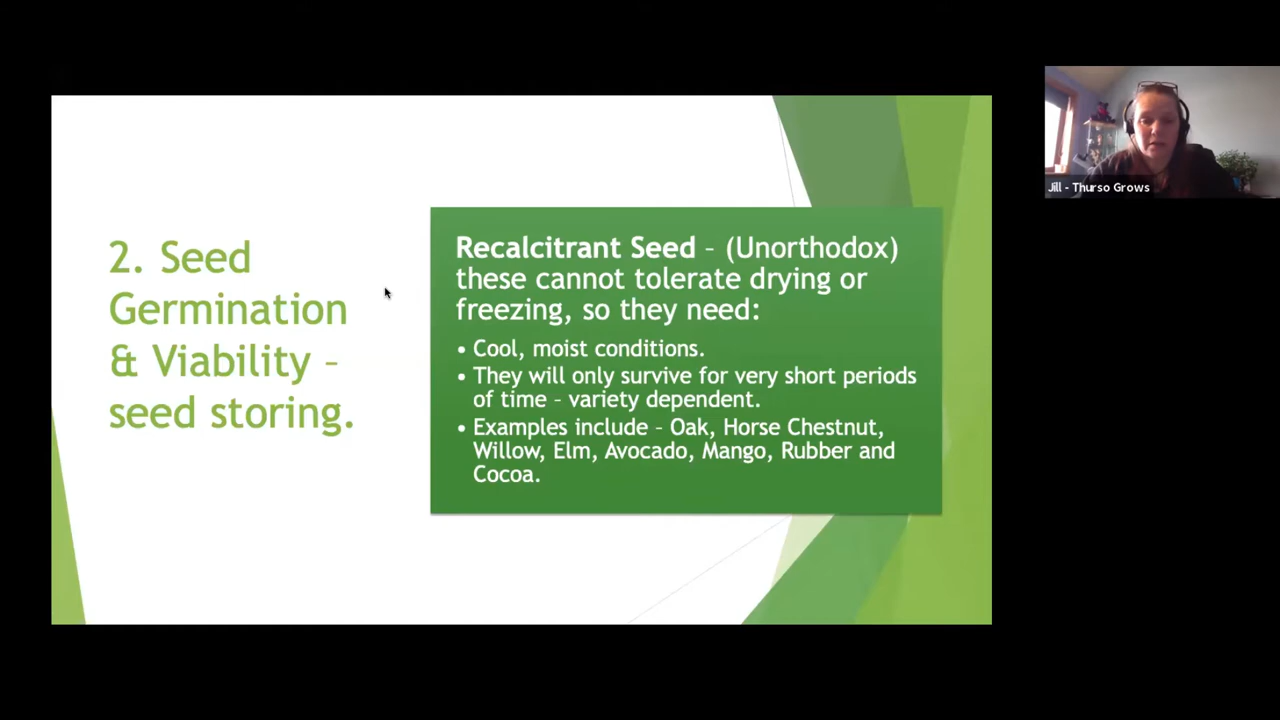 2. Seed
Germination
& Viability –
seed storing.
Recalcitrant Seed – (Unorthodox)
these cannot tolerate drying or
freezing, so they need:
• Cool, moist conditions.
• They will only survive for very short periods
of time – variety dependent.
• Examples include – Oak, Horse Chestnut,
Willow, Elm, Avocado, Mango, Rubber and
Cocoa.
Jill - Thurso Grows